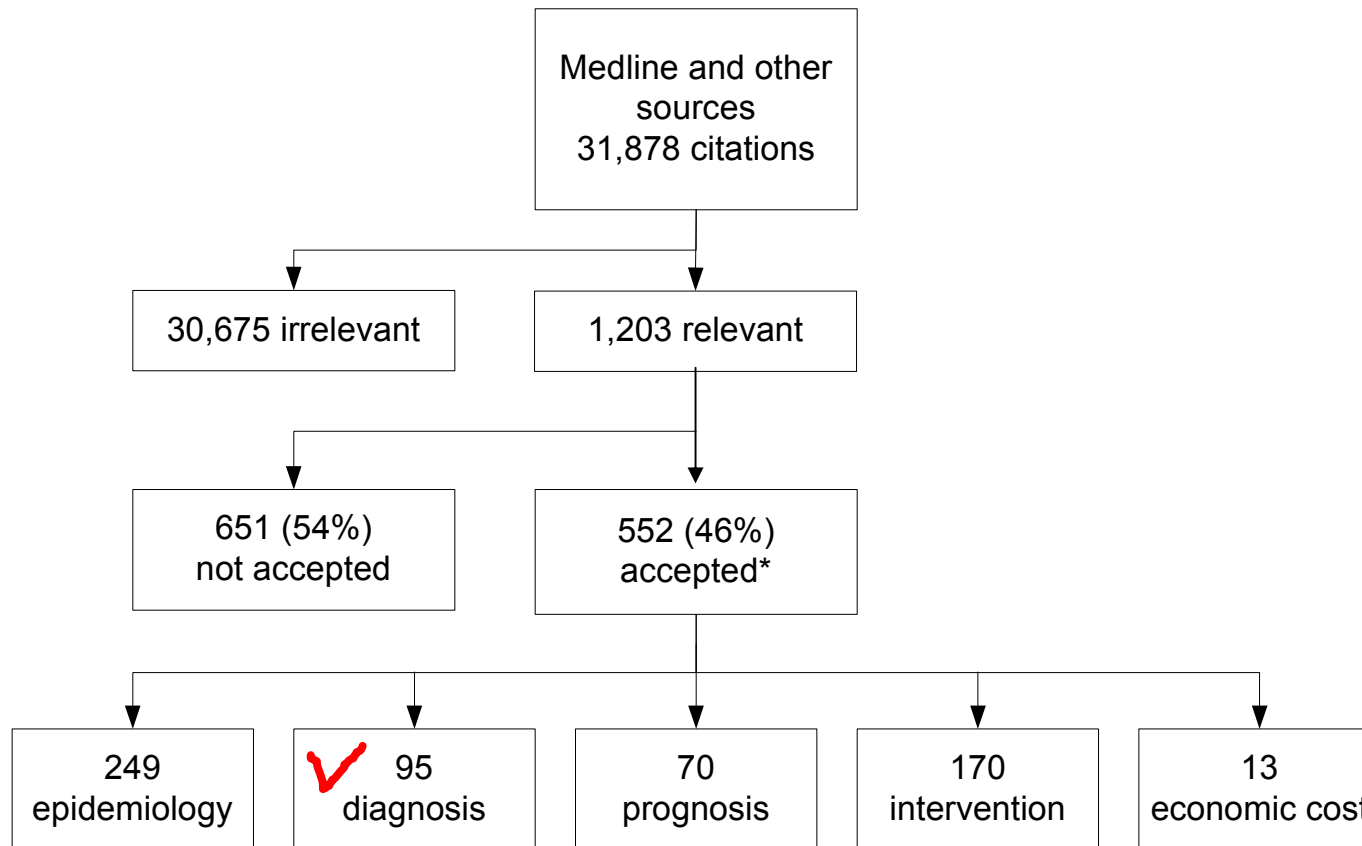 Medline and other
sources
31,878 citations
30,675 irrelevant
1,203 relevant
651 (54%)
not accepted
552 (46%)
accepted*
249
epidemiology
95
diagnosis
70
prognosis
170
intervention
13
economic cost